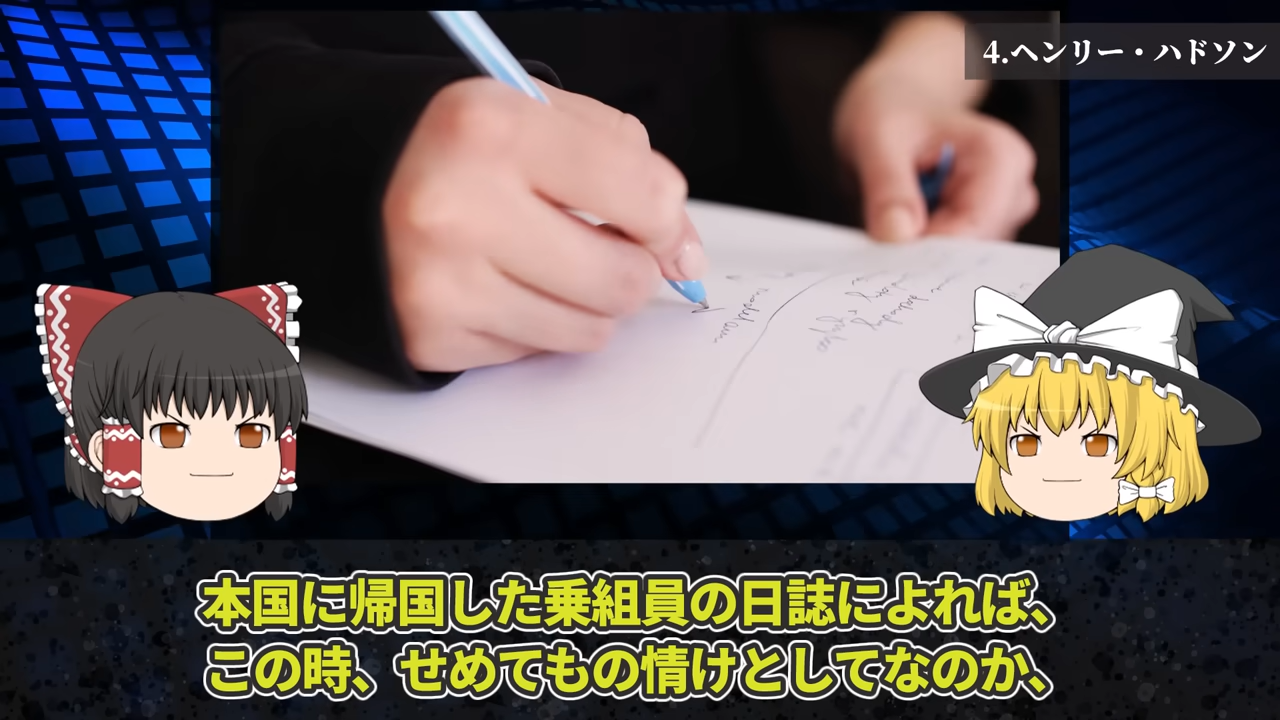 4.ヘンリー・ハドソン
本国に帰国した乗組員の日誌によれば、
この時、せめてもの情けとしてなのか、